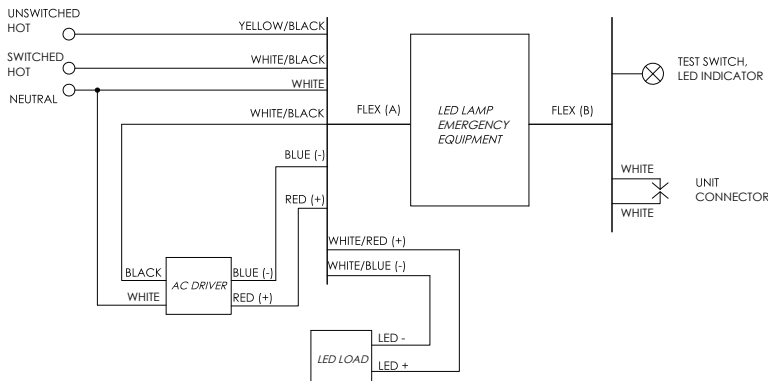 UNSWITCHED
HOT
YELLOW/BLACK
SWITCHED
HOT
WHITE/BLACK
NEUTRAL
WHITE
WHITE/BLACK
FLEX (A)
LED LAMP
EMERGENCY
EQUIPMENT
FLEX (B)
TEST SWITCH,
LED INDICATOR
BLUE (-)
RED (+)
WHITE
WHITE
UNIT
CONNECTOR
WHITE/RED (+)
WHITE/BLUE (-)
BLACK
WHITE
AC DRIVER
BLUE (-)
RED (+)
LED LOAD
LED -
LED +